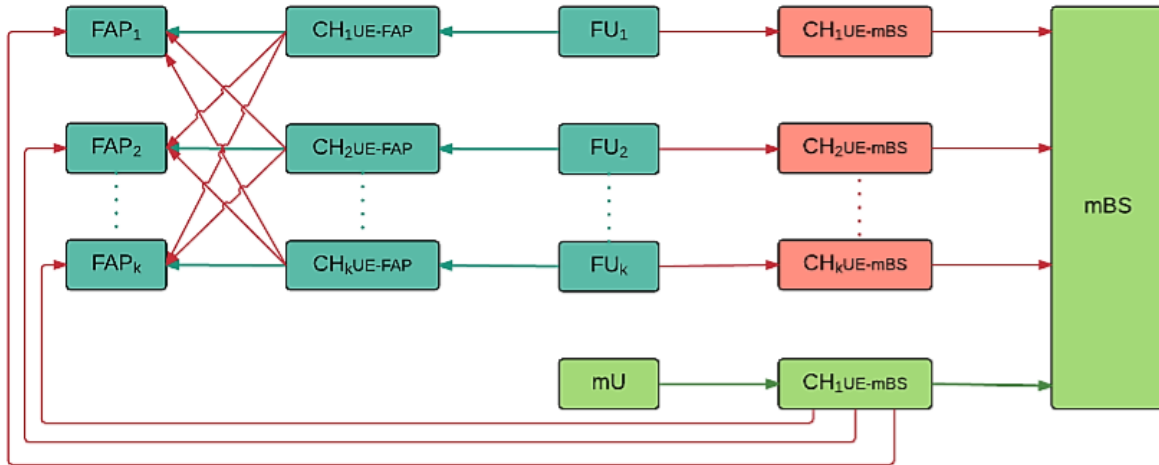 FAP₁ CH₁UE-FAP FU₁ CH₁UE-mBS
FAP₂ CH₂UE-FAP FU₂ CH₂UE-mBS
mBS
FAPₖ CHₖUE-FAP FUₖ CHₖUE-mBS
mU CH₁UE-mBS